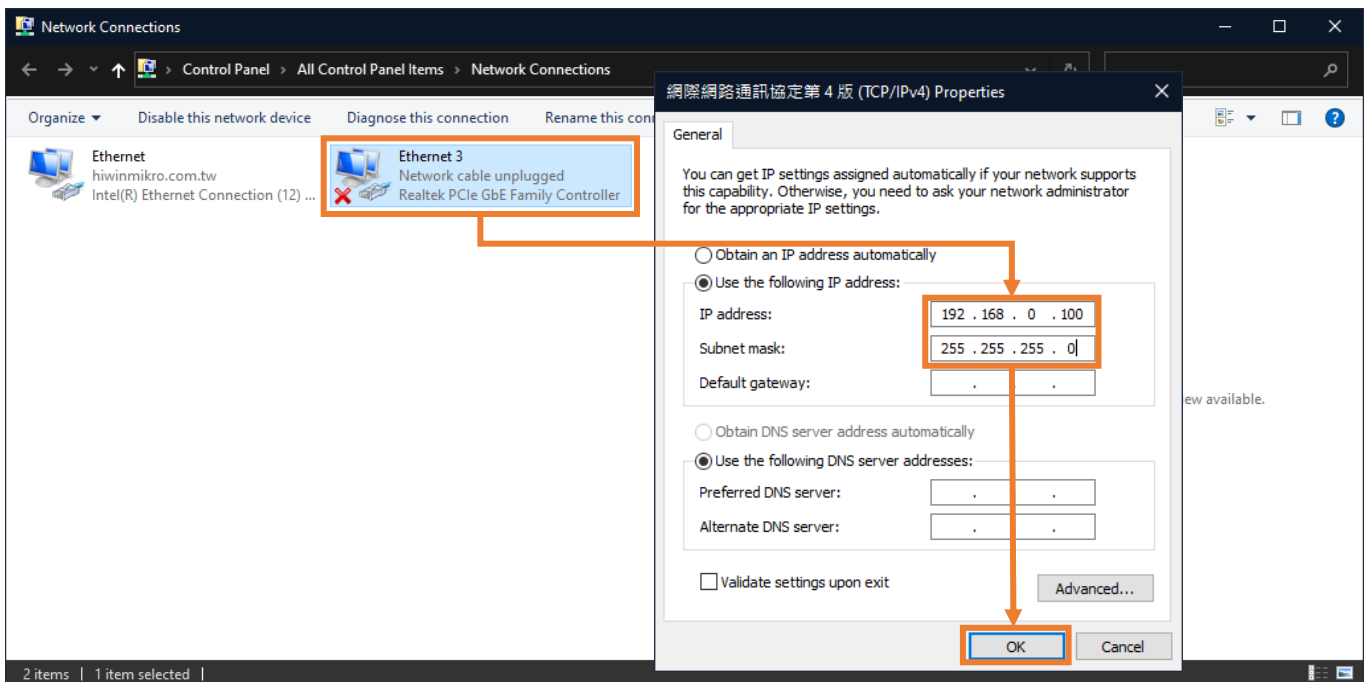 Network Connections
Control Panel > All Control Panel Items > Network Connections
Organize Disable this network device Diagnose this connection Rename this con
Ethernet
hiwinmikro.com.tw
Intel(R) Ethernet Connection (12) ...
Ethernet 3
Network cable unplugged
Realtek PCIe GbE Family Controller
網際網路通訊協定第 4 版 (TCP/IPv4) Properties
General
You can get IP settings assigned automatically if your network supports
this capability. Otherwise, you need to ask your network administrator
for the appropriate IP settings.
Obtain an IP address automatically
Use the following IP address:
IP address: 192 . 168 . 0 . 100
Subnet mask: 255 . 255 . 255 . 0
Default gateway: . .
Obtain DNS server address automatically
Use the following DNS server addresses:
Preferred DNS server: . .
Alternate DNS server: . .
Validate settings upon exit
Advanced...
OK Cancel
ew available.
2 items | 1 item selected |